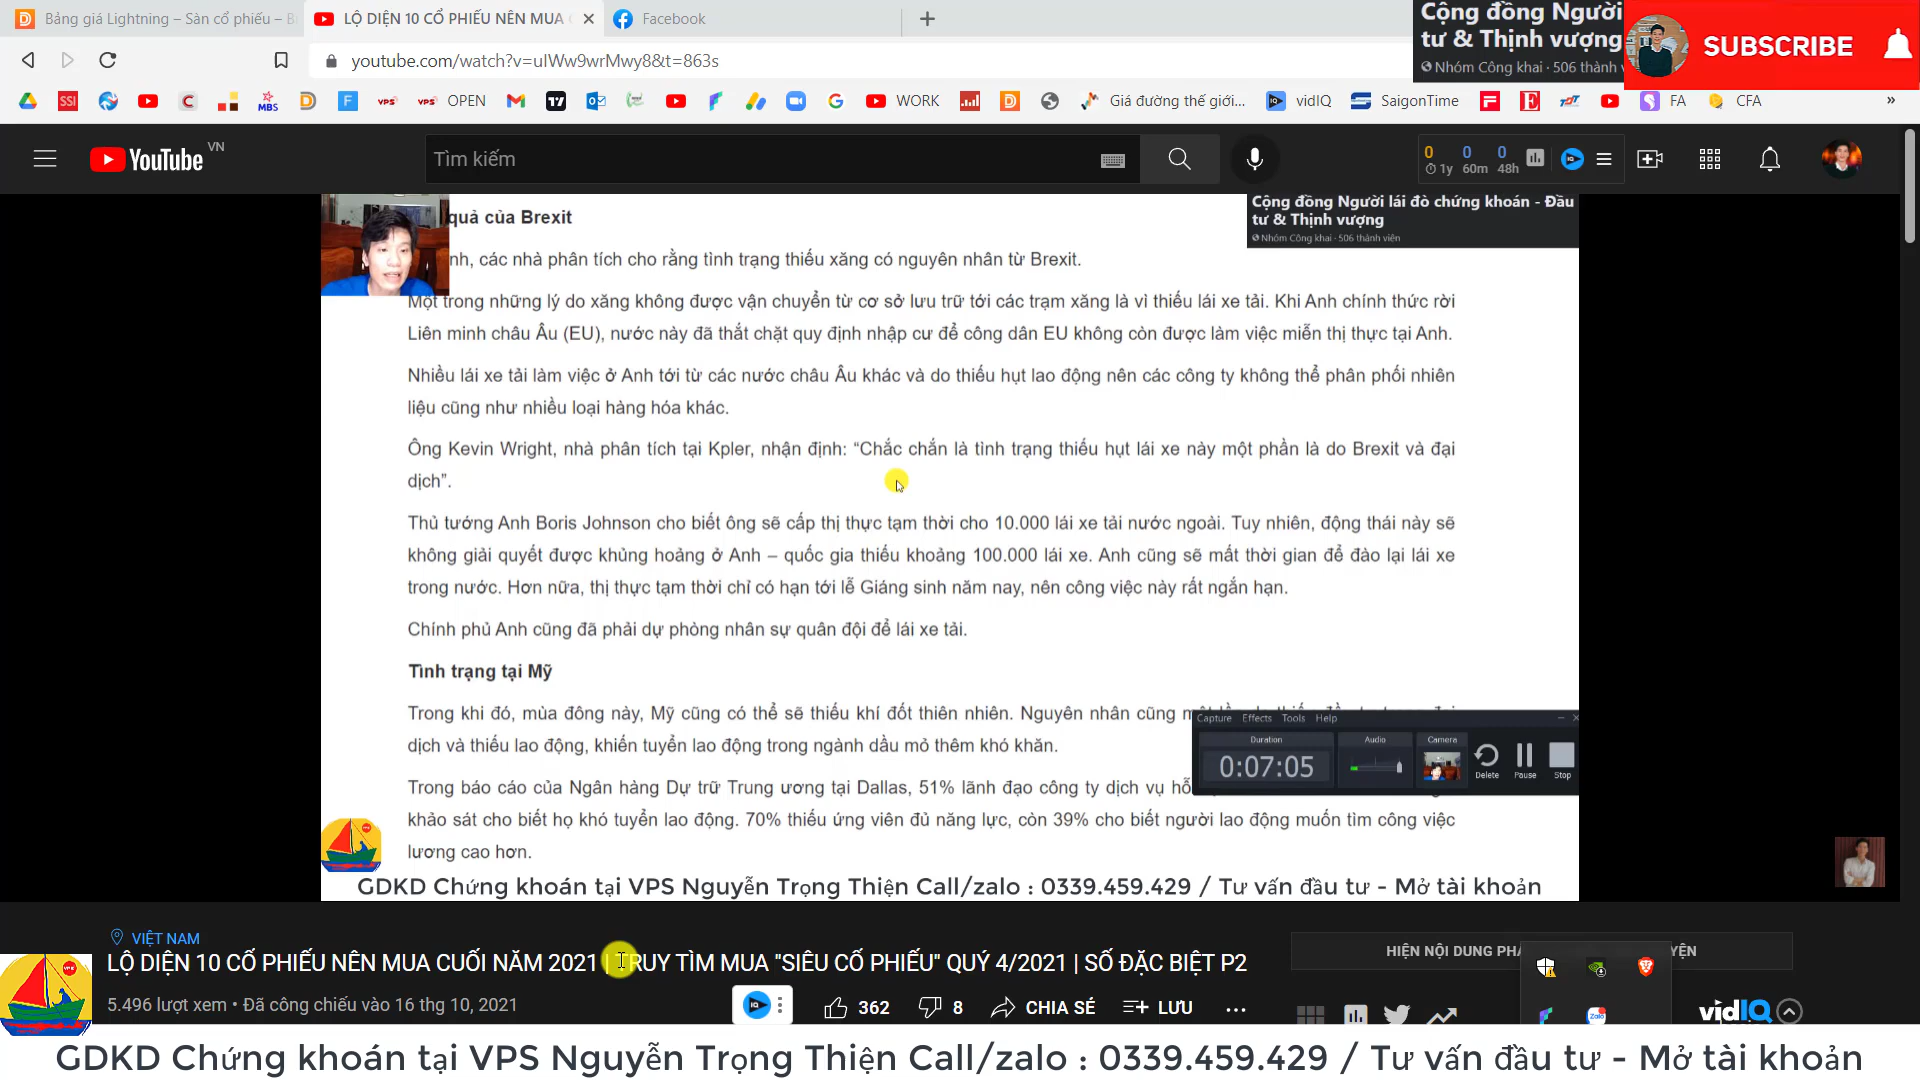 Bảng giá Lightning – Sàn cổ phiếu – B
LỘ DIỆN 10 CỔ PHIẾU NÊN MUA
Facebook
Cộng đồng Người
tư & Thịnh vượng
Nhóm Công khai · 506 thành v
SUBSCRIBE
youtube.com/watch?v=uIWw9wrMwy8&t=863s
SSI
MBS
VPS
VPS
OPEN
WORK
Giá đường thế giới...
vidIQ
SaigonTime
FA
CFA
»
YouTube VN
Tìm kiếm
0 0 0
1y 60m 48h
quả của Brexit
Cộng đồng Người lái đò chứng khoán - Đầu
tư & Thịnh vượng
Nhóm Công khai · 506 thành viên
nh, các nhà phân tích cho rằng tình trạng thiếu xăng có nguyên nhân từ Brexit.
Một trong những lý do xăng không được vận chuyển từ cơ sở lưu trữ tới các trạm xăng là vì thiếu lái xe tải. Khi Anh chính thức rời
Liên minh châu Âu (EU), nước này đã thắt chặt quy định nhập cư để công dân EU không còn được làm việc miễn thị thực tại Anh.
Nhiều lái xe tải làm việc ở Anh tới từ các nước châu Âu khác và do thiếu hụt lao động nên các công ty không thể phân phối nhiên
liệu cũng như nhiều loại hàng hóa khác.
Ông Kevin Wright, nhà phân tích tại Kpler, nhận định: “Chắc chắn là tình trạng thiếu hụt lái xe này một phần là do Brexit và đại
dịch”.
Thủ tướng Anh Boris Johnson cho biết ông sẽ cấp thị thực tạm thời cho 10.000 lái xe tải nước ngoài. Tuy nhiên, động thái này sẽ
không giải quyết được khủng hoảng ở Anh – quốc gia thiếu khoảng 100.000 lái xe. Anh cũng sẽ mất thời gian để đào lại lái xe
trong nước. Hơn nữa, thị thực tạm thời chỉ có hạn tới lễ Giáng sinh năm nay, nên công việc này rất ngắn hạn.
Chính phủ Anh cũng đã phải dự phòng nhân sự quân đội để lái xe tải.
Tình trạng tại Mỹ
Trong khi đó, mùa đông này, Mỹ cũng có thể sẽ thiếu khí đốt thiên nhiên. Nguyên nhân cũng
dịch và thiếu lao động, khiến tuyển lao động trong ngành dầu mỏ thêm khó khăn.
Capture Effects Tools Help
Duration
Audio
Camera
0:07:05
Delete
Pause
Stop
Trong báo cáo của Ngân hàng Dự trữ Trung ương tại Dallas, 51% lãnh đạo công ty dịch vụ hỗ
khảo sát cho biết họ khó tuyển lao động. 70% thiếu ứng viên đủ năng lực, còn 39% cho biết người lao động muốn tìm công việc
lương cao hơn.
GDKD Chứng khoán tại VPS Nguyễn Trọng Thiện Call/zalo : 0339.459.429 / Tư vấn đầu tư - Mở tài khoản
VIỆT NAM
LỘ DIỆN 10 CỔ PHIẾU NÊN MUA CUỐI NĂM 2021 | TRUY TÌM MUA "SIÊU CỔ PHIẾU" QUÝ 4/2021 | SỐ ĐẶC BIỆT P2
5.496 lượt xem • Đã công chiếu vào 16 thg 10, 2021
362
8
CHIA SẺ
LƯU
HIỆN NỘI DUNG PHÁ
YỆN
Zalo
vidIQ
GDKD Chứng khoán tại VPS Nguyễn Trọng Thiện Call/zalo : 0339.459.429 / Tư vấn đầu tư - Mở tài khoản